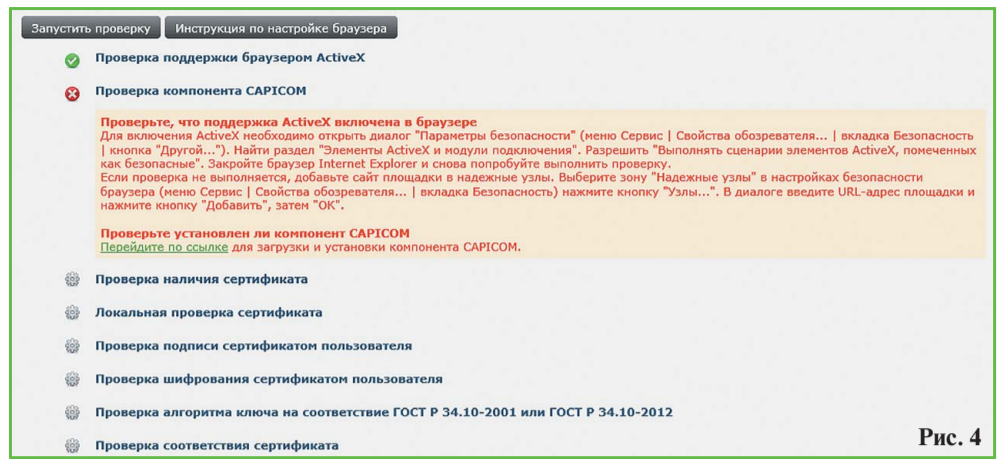 Запустить проверку Инструкция по настройке браузера
Проверка поддержки браузером ActiveX
Проверка компонента CAPICOM
Проверьте, что поддержка ActiveX включена в браузере
Для включения ActiveX необходимо открыть диалог "Параметры безопасности" (меню Сервис | Свойства обозревателя... | вкладка Безопасность
| кнопка "Другой..."). Найти раздел "Элементы ActiveX и модули подключения". Разрешить "Выполнять сценарии элементов ActiveX, помеченных
как безопасные". Закройте браузер Internet Explorer и снова попробуйте выполнить проверку.
Если проверка не выполняется, добавьте сайт площадки в надежные узлы. Выберите зону "Надежные узлы" в настройках безопасности
браузера (меню Сервис | Свойства обозревателя... | вкладка Безопасность) нажмите кнопку "Узлы...". В диалоге введите URL-адрес площадки и
нажмите кнопку "Добавить", затем "ОК".
Проверьте установлен ли компонент CAPICOM
Перейдите по ссылке для загрузки и установки компонента CAPICOM.
Проверка наличия сертификата
Локальная проверка сертификата
Проверка подписи сертификатом пользователя
Проверка шифрования сертификатом пользователя
Проверка алгоритма ключа на соответствие ГОСТ Р 34.10-2001 или ГОСТ Р 34.10-2012
Проверка соответствия сертификата
Рис. 4